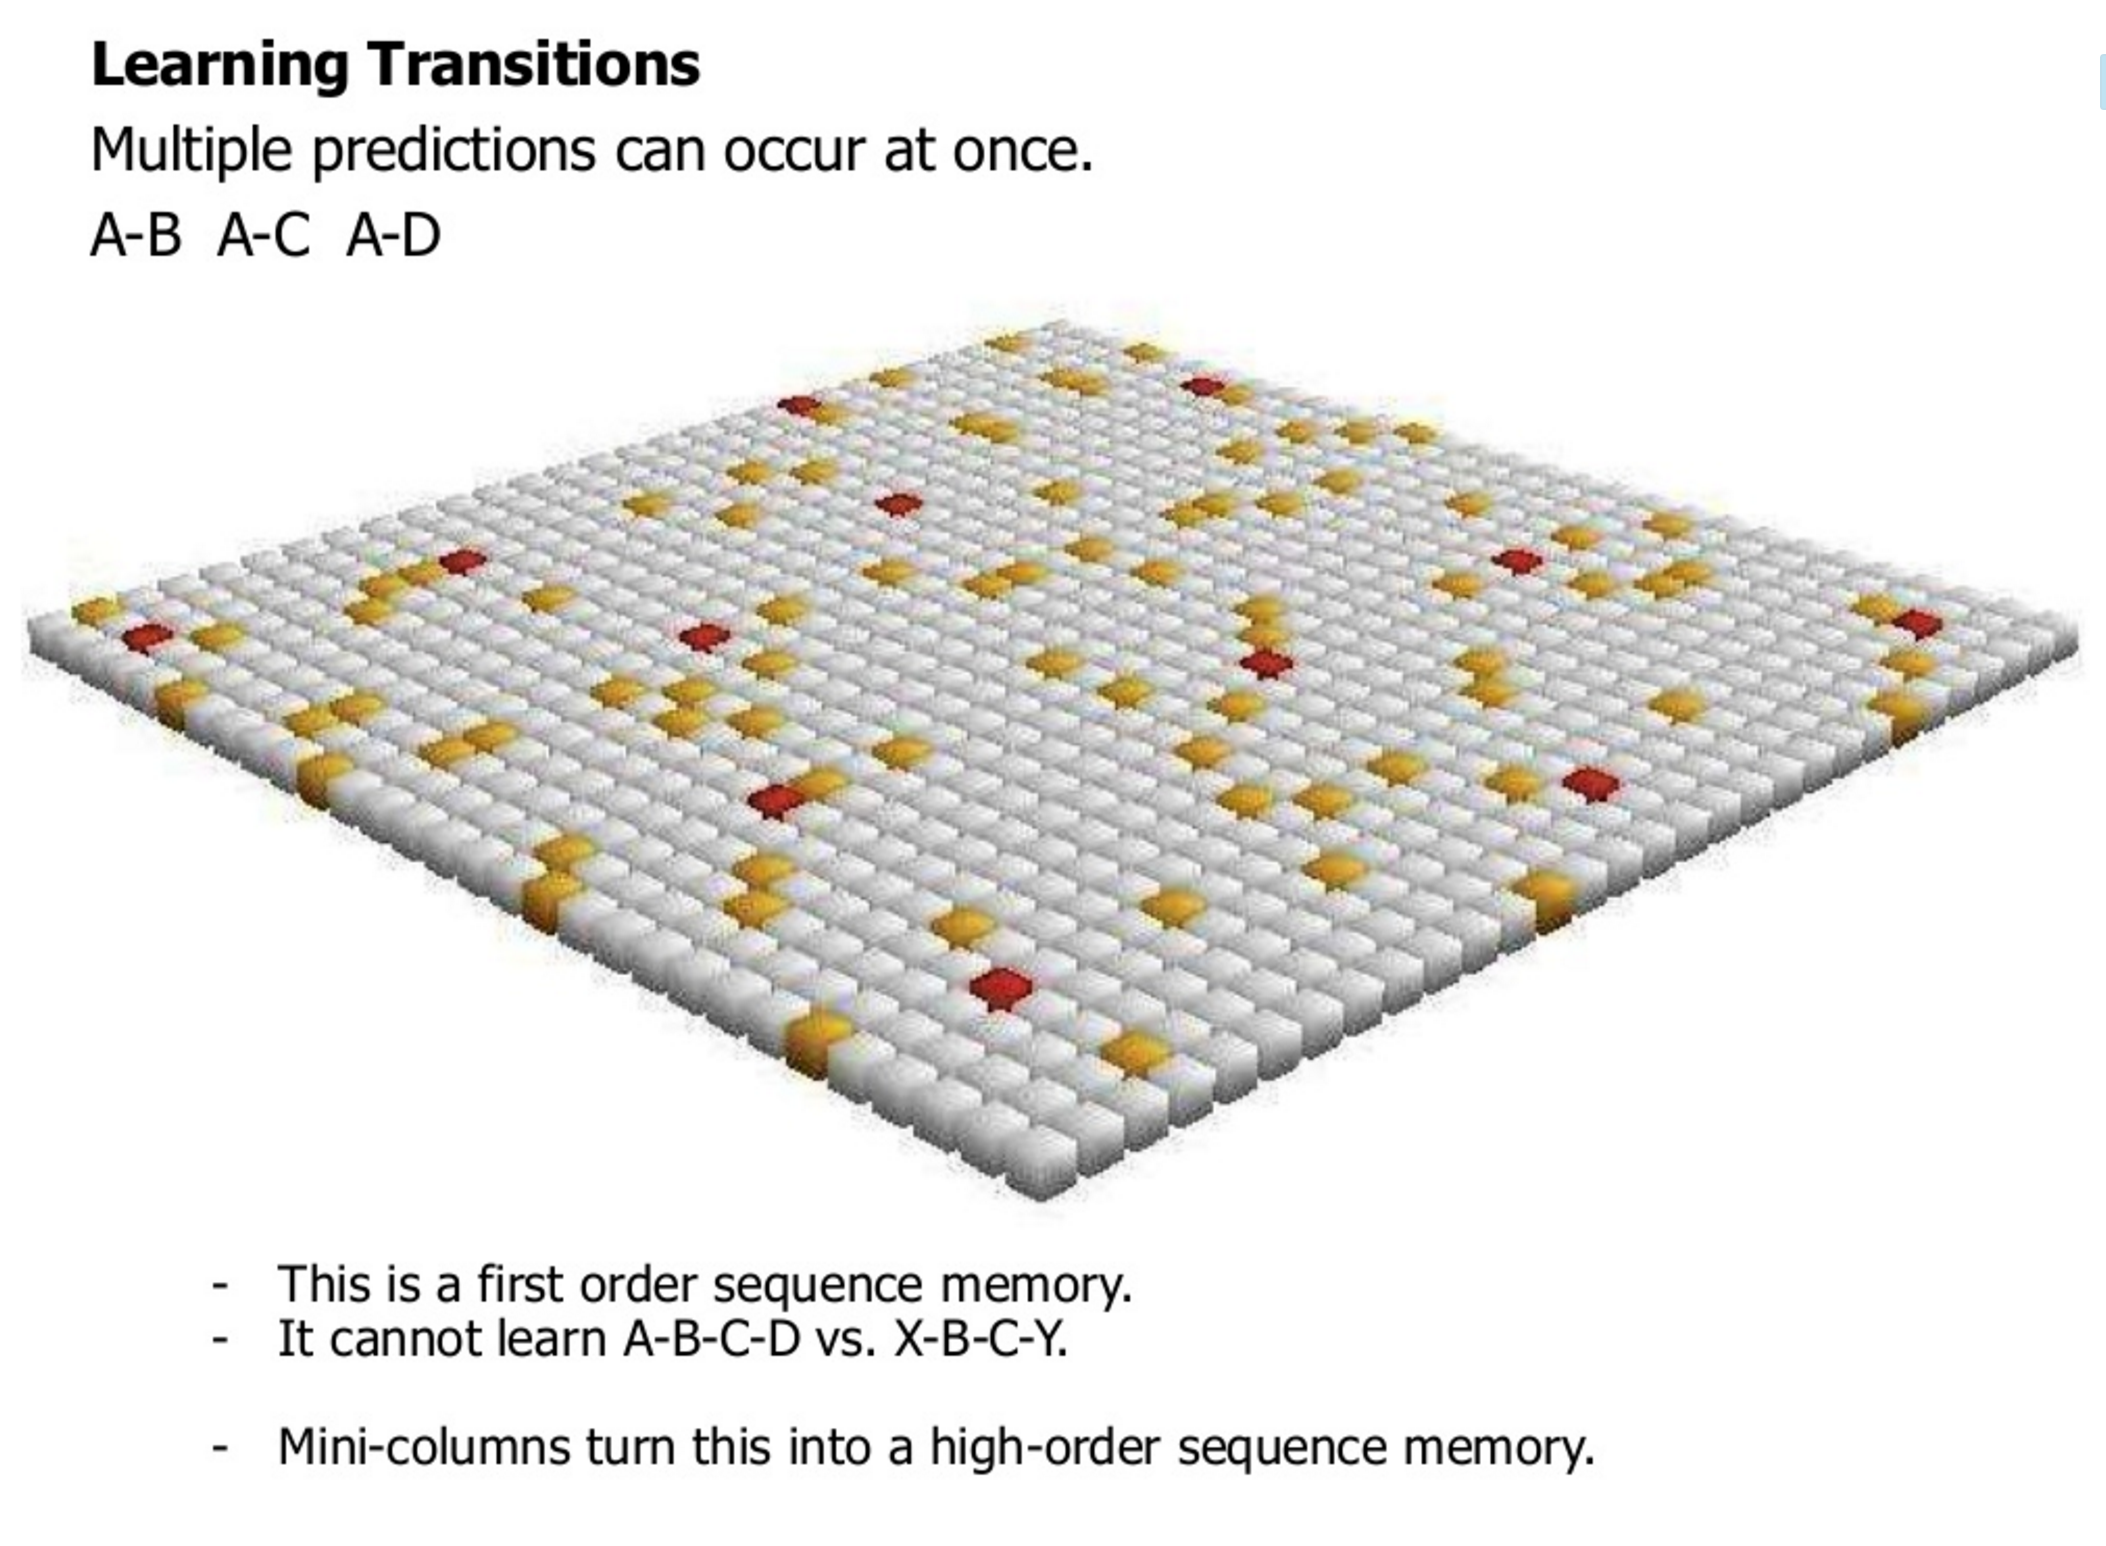 Learning Transitions
Multiple predictions can occur at once.
A-B A-C A-D
- This is a first order sequence memory.
- It cannot learn A-B-C-D vs. X-B-C-Y.
- Mini-columns turn this into a high-order sequence memory.